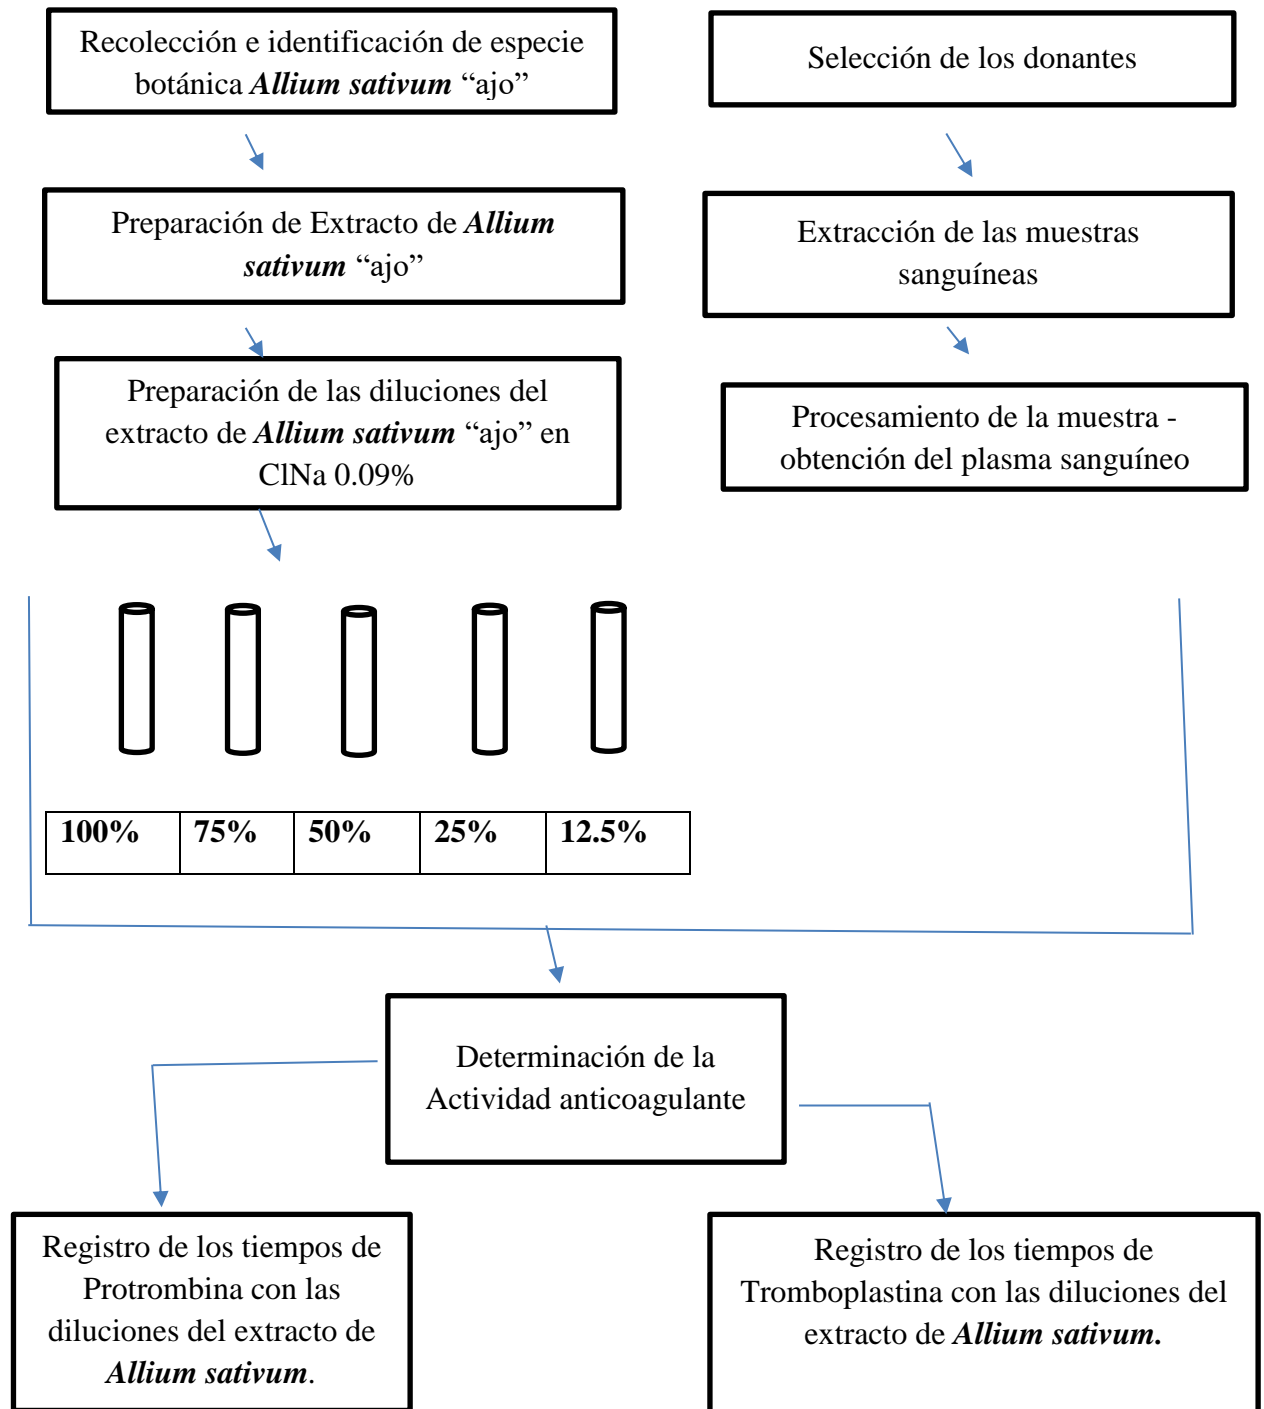 Recolección e identificación de especie
botánica Allium sativum “ajo”
Selección de los donantes
Preparación de Extracto de Allium
sativum “ajo”
Extracción de las muestras
sanguíneas
Preparación de las diluciones del
extracto de Allium sativum “ajo” en
ClNa 0.09%
Procesamiento de la muestra -
obtención del plasma sanguíneo
100% 75% 50% 25% 12.5%
Determinación de la
Actividad anticoagulante
Registro de los tiempos de
Protrombina con las
diluciones del extracto de
Allium sativum.
Registro de los tiempos de
Tromboplastina con las diluciones del
extracto de Allium sativum.